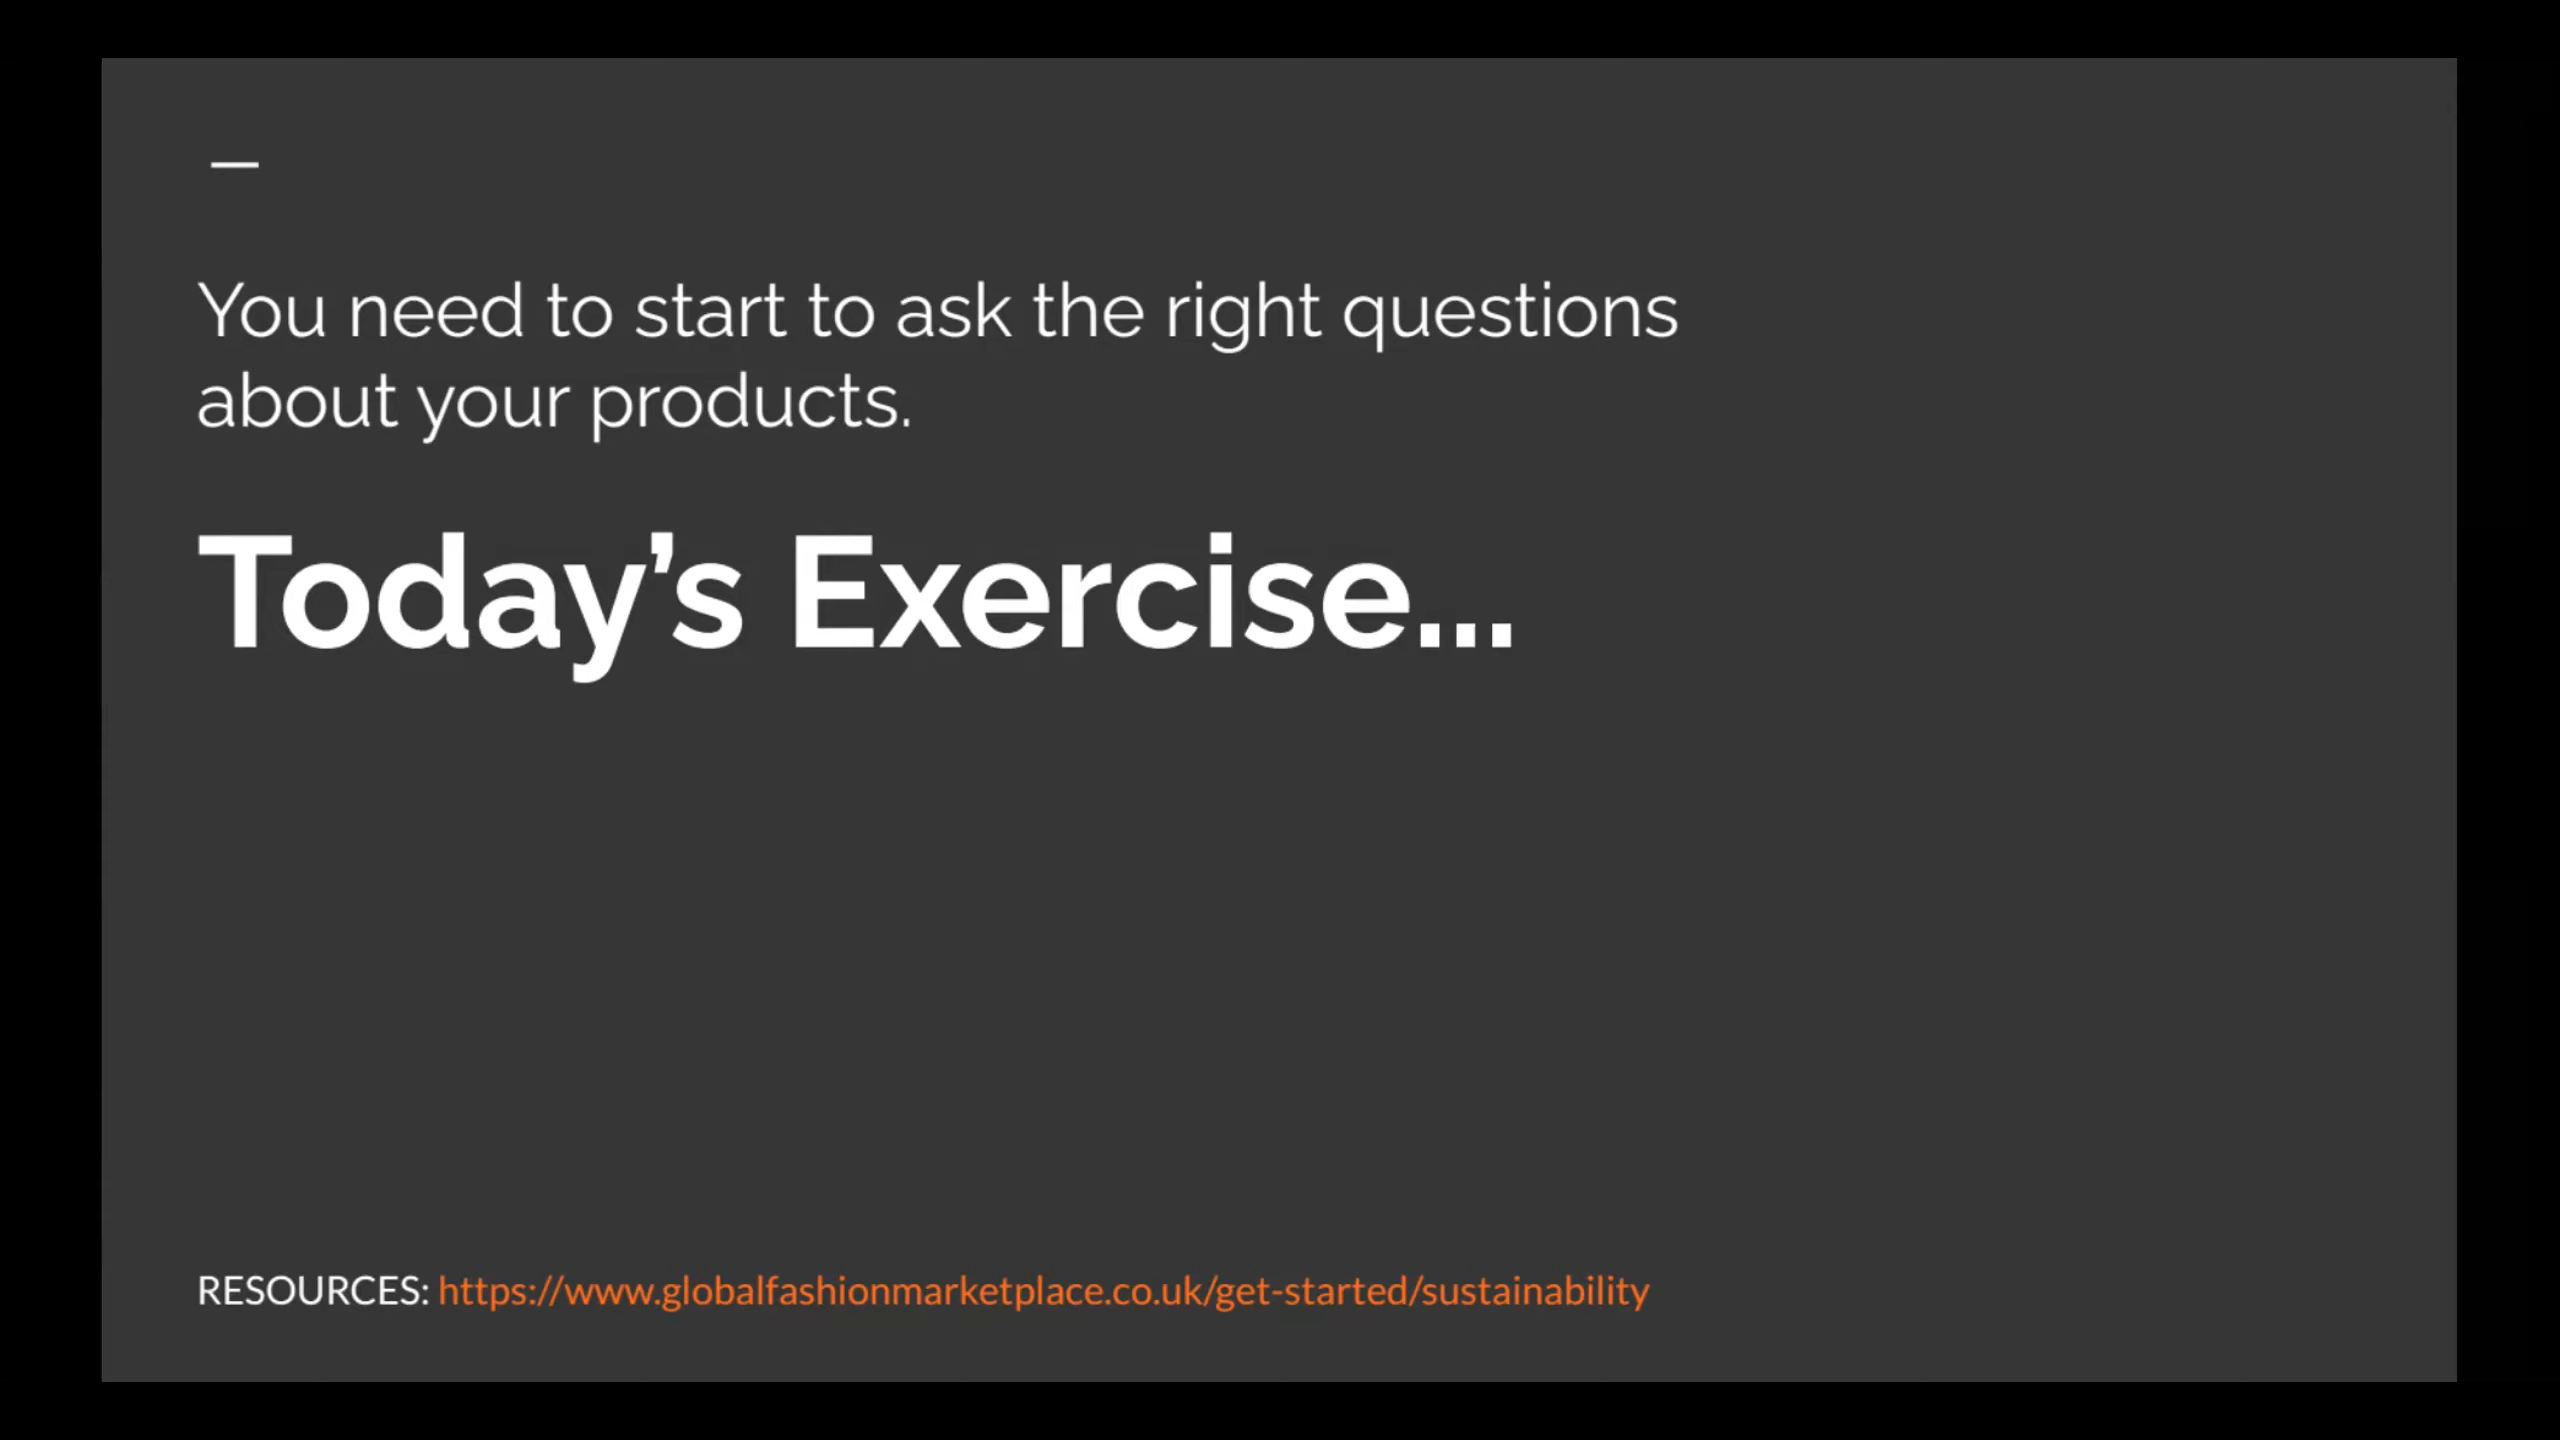 You need to start to ask the right questions
about your products.
Today’s Exercise...
RESOURCES: https://www.globalfashionmarketplace.co.uk/get-started/sustainability